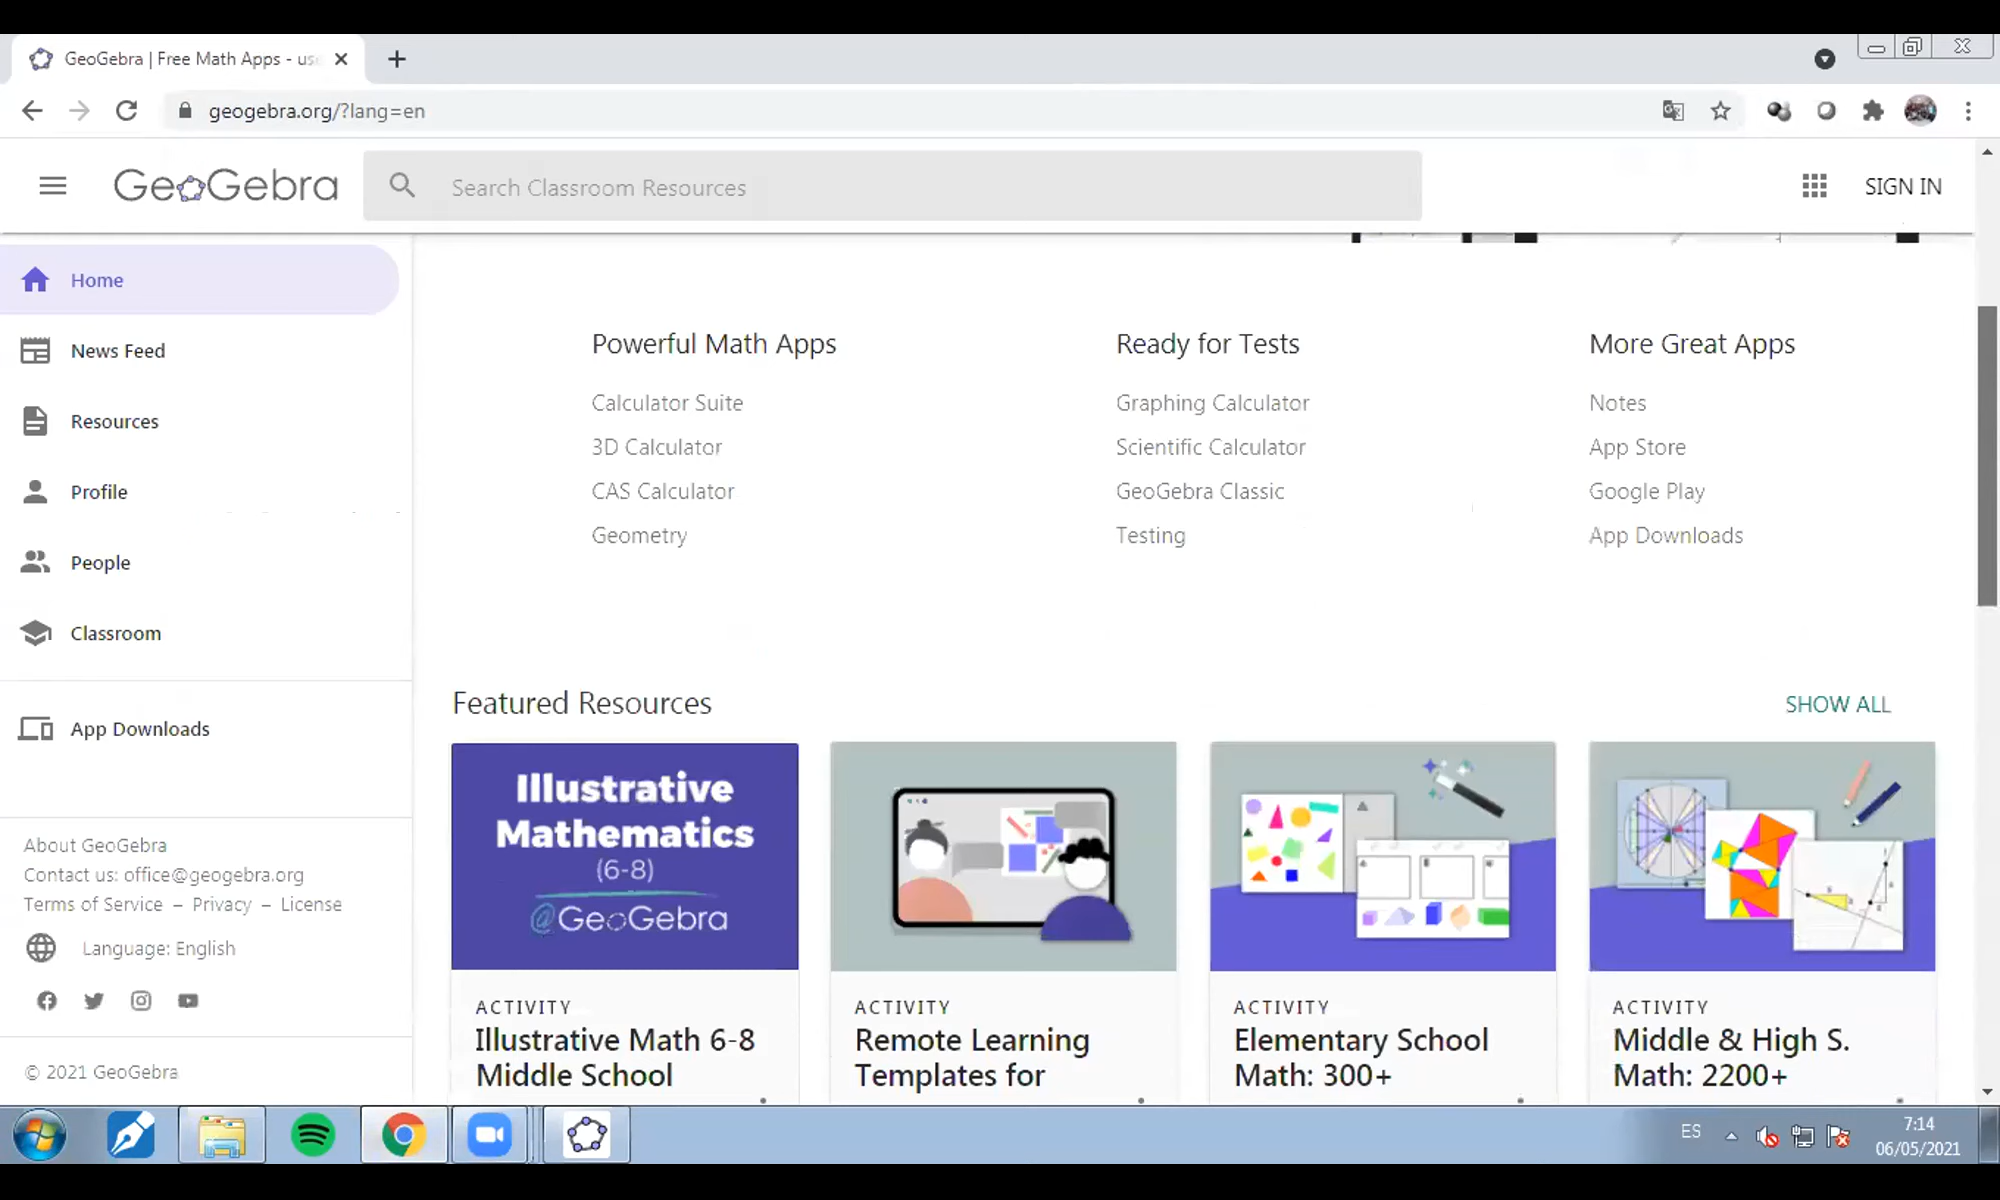 GeoGebra | Free Math Apps - us
geogebra.org/?lang=en
GeoGebra
Search Classroom Resources
SIGN IN
Home
News Feed
Resources
Profile
People
Classroom
App Downloads
About GeoGebra
Contact us: office@geogebra.org
Terms of Service – Privacy – License
Language: English
© 2021 GeoGebra
Powerful Math Apps
Calculator Suite
3D Calculator
CAS Calculator
Geometry
Ready for Tests
Graphing Calculator
Scientific Calculator
GeoGebra Classic
Testing
More Great Apps
Notes
App Store
Google Play
App Downloads
Featured Resources
SHOW ALL
Illustrative
Mathematics
(6-8)
@GeoGebra
ACTIVITY
Illustrative Math 6-8
Middle School
ACTIVITY
Remote Learning
Templates for
ACTIVITY
Elementary School
Math: 300+
ACTIVITY
Middle & High S.
Math: 2200+
ES
7:14
06/05/2021